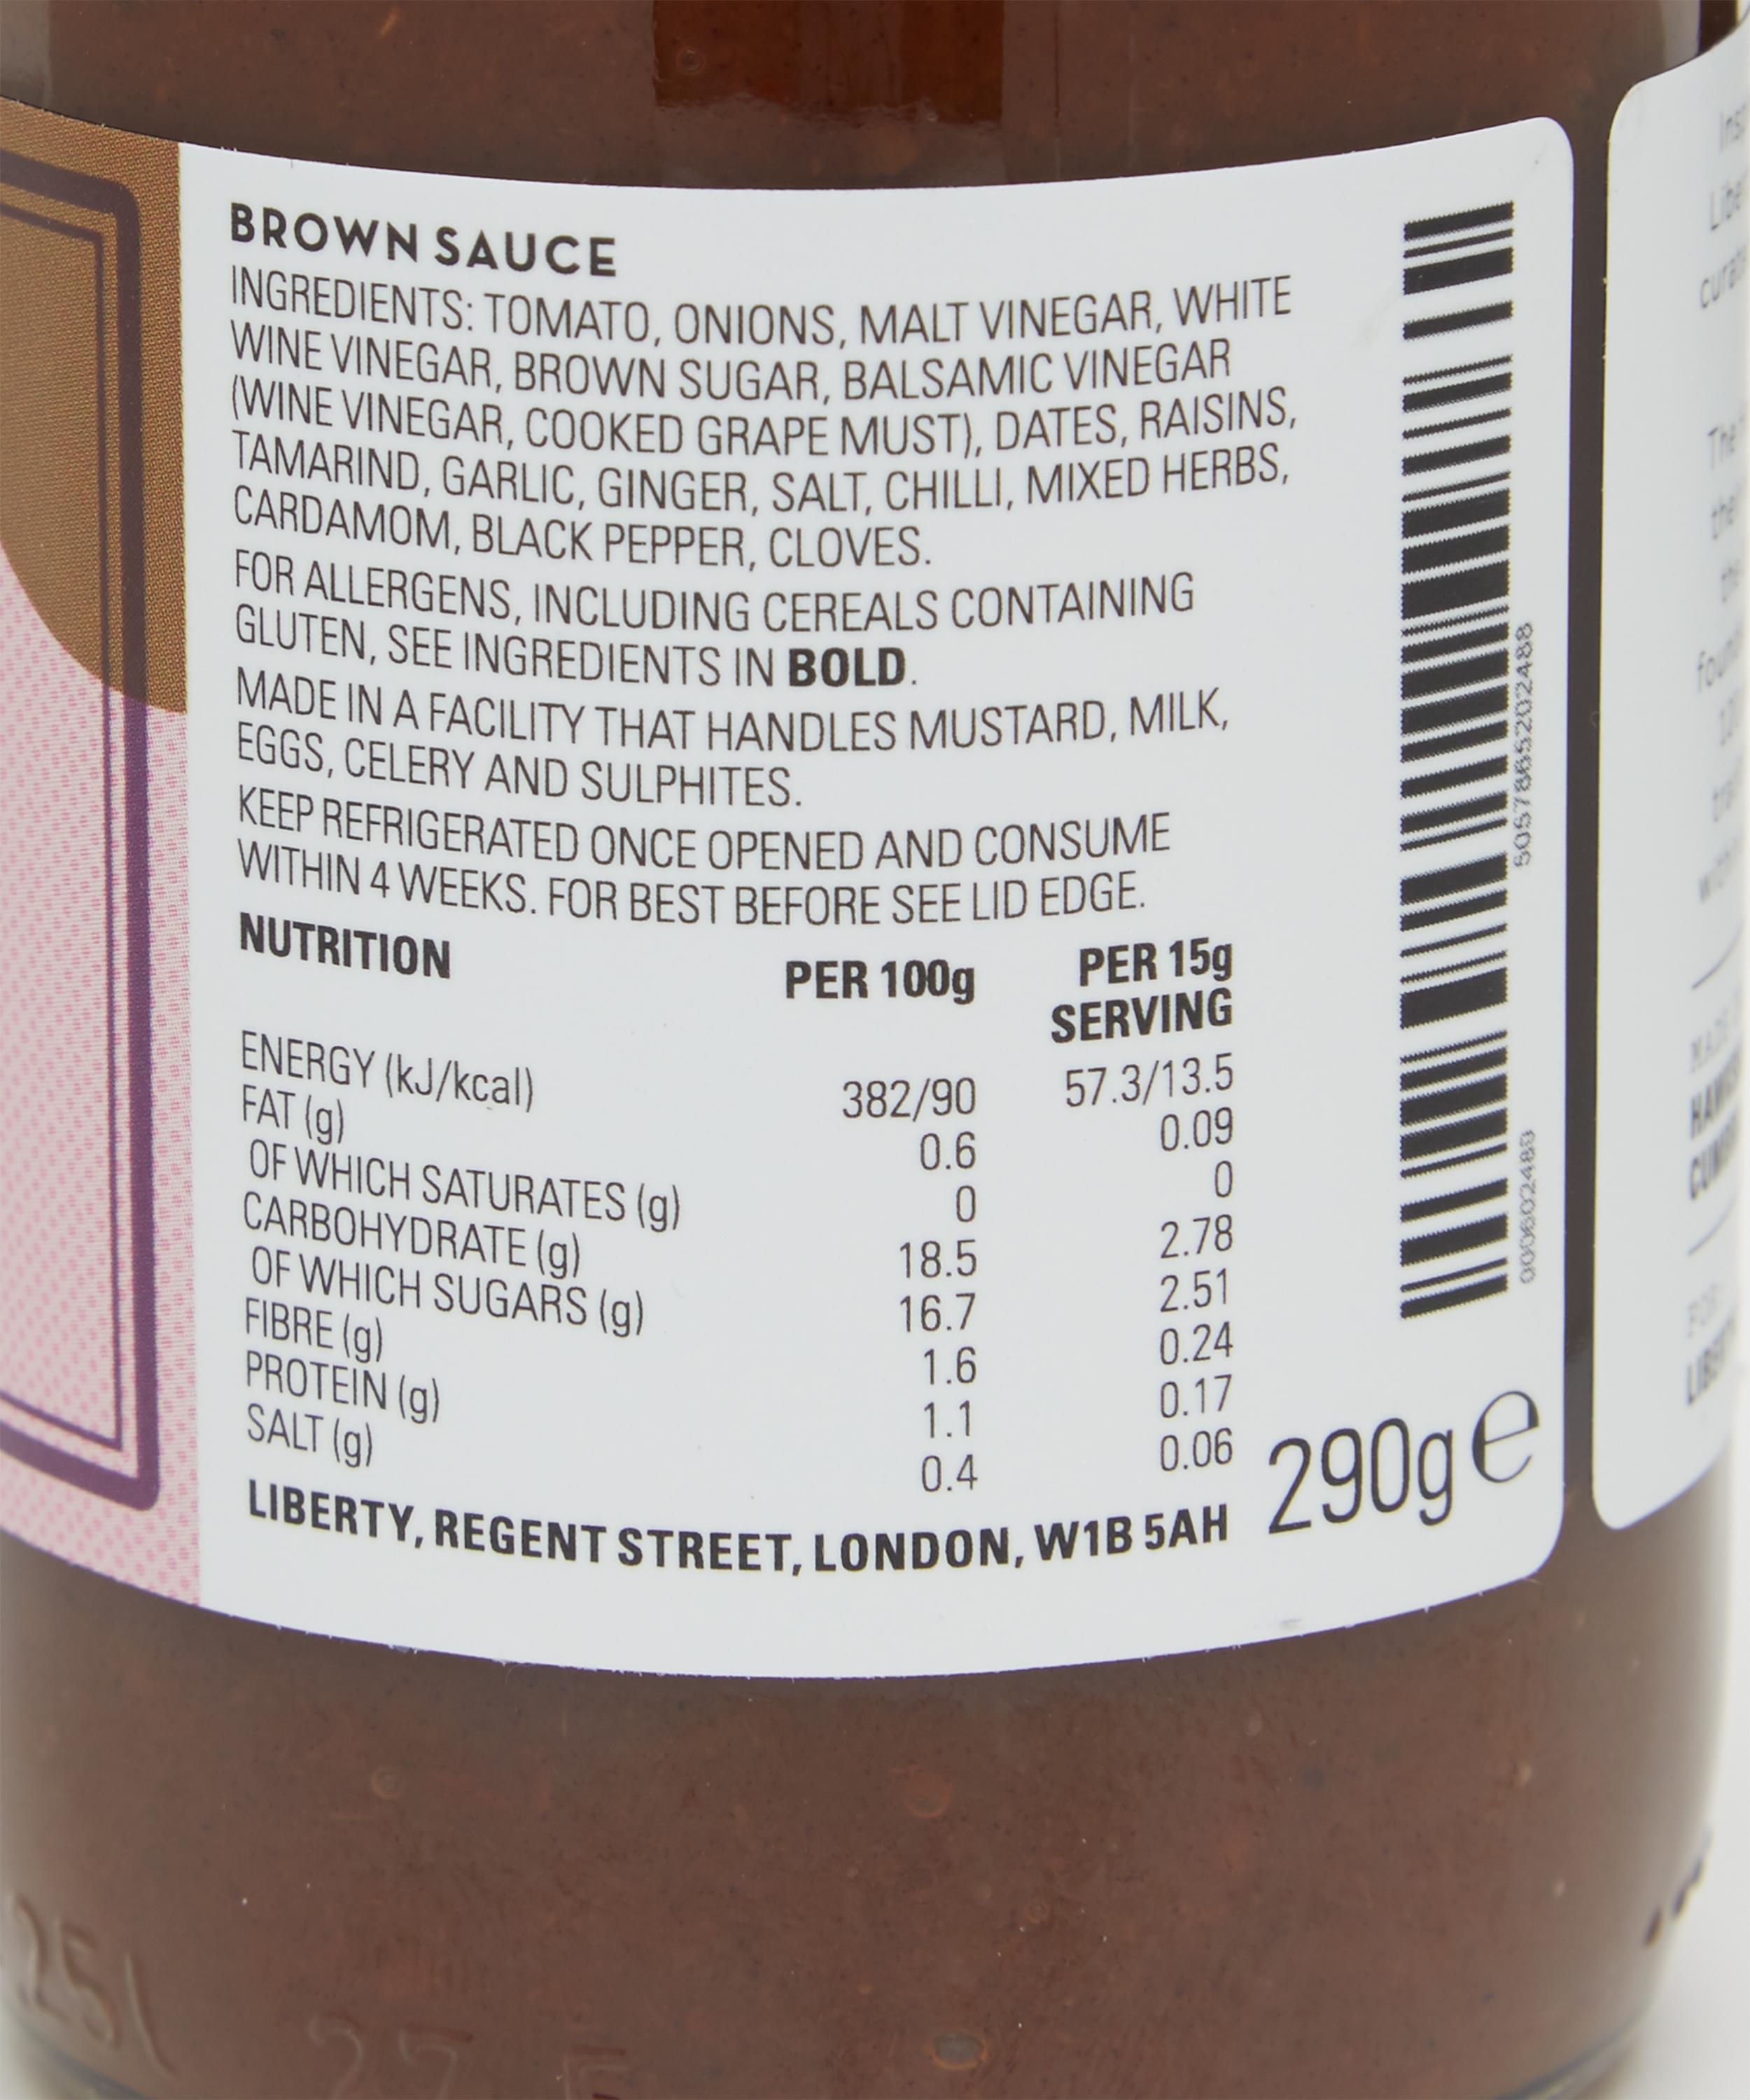 BROWN SAUCE
INGREDIENTS: TOMATO, ONIONS, MALT VINEGAR, WHITE
WINE VINEGAR, BROWN SUGAR, BALSAMIC VINEGAR
(WINE VINEGAR, COOKED GRAPE MUST), DATES, RAISINS,
TAMARIND, GARLIC, GINGER, SALT, CHILLI, MIXED HERBS,
CARDAMOM, BLACK PEPPER, CLOVES.
FOR ALLERGENS, INCLUDING CEREALS CONTAINING
GLUTEN, SEE INGREDIENTS IN BOLD.
MADE IN A FACILITY THAT HANDLES MUSTARD, MILK,
EGGS, CELERY AND SULPHITES.
KEEP REFRIGERATED ONCE OPENED AND CONSUME
WITHIN 4 WEEKS. FOR BEST BEFORE SEE LID EDGE.
NUTRITION PER 100g PER 15g
SERVING
ENERGY (kJ/kcal) 382/90 57.3/13.5
FAT (g) 0.6 0.09
OF WHICH SATURATES (g) 0 0
CARBOHYDRATE (g) 18.5 2.78
OF WHICH SUGARS (g) 16.7 2.51
FIBRE (g) 1.6 0.24
PROTEIN (g) 1.1 0.17
SALT (g) 0.4 0.06
LIBERTY, REGENT STREET, LONDON, W1B 5AH
290g e
5057865202488